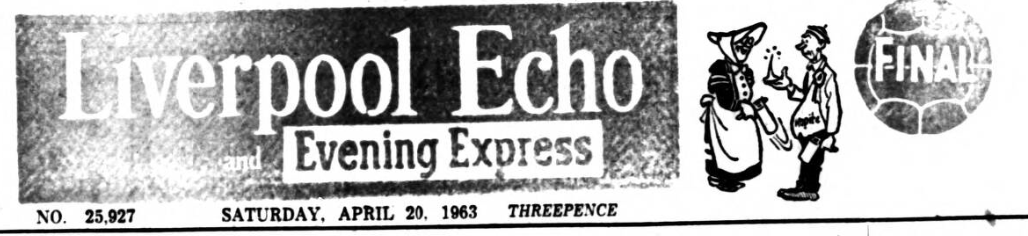 Liverpool Echo
and Evening Express
FINAL
NO. 25,927 SATURDAY, APRIL 20, 1963 THREEPENCE